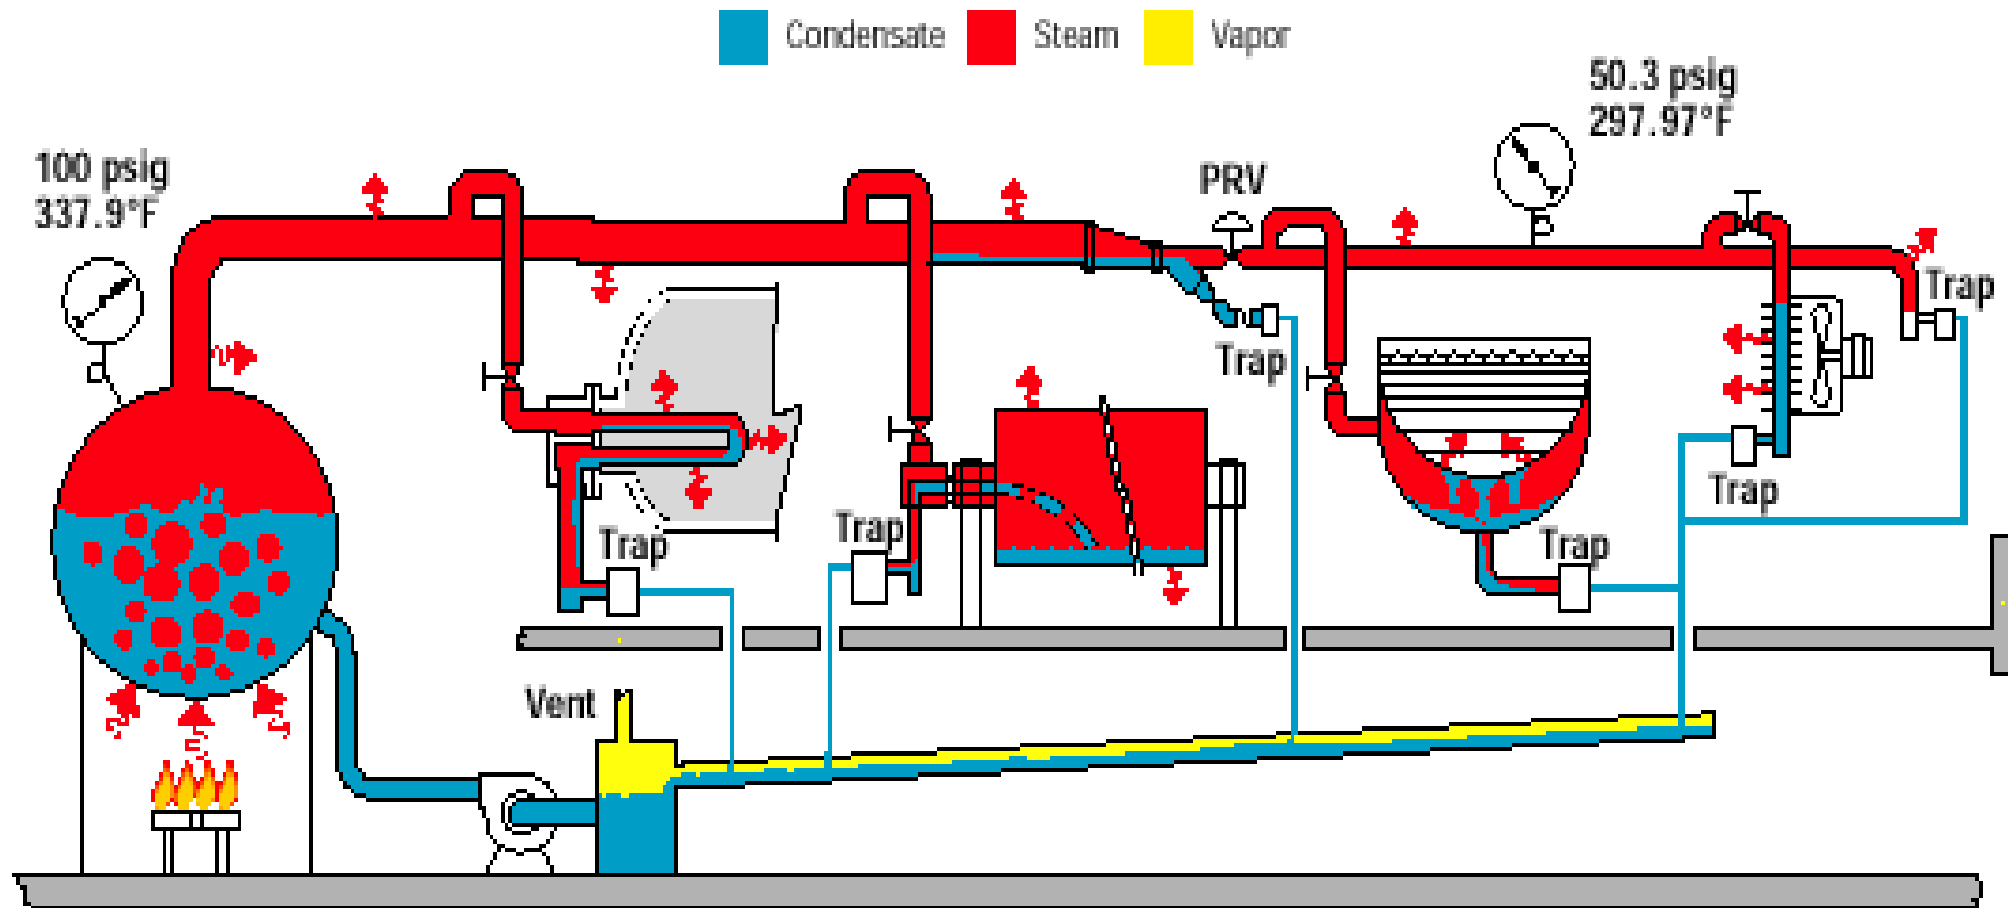 Condensate Steam Vapor
50.3 psig
297.97°F
100 psig
337.9°F
PRV
Trap
Trap
Trap
Trap
Trap
Trap
Vent